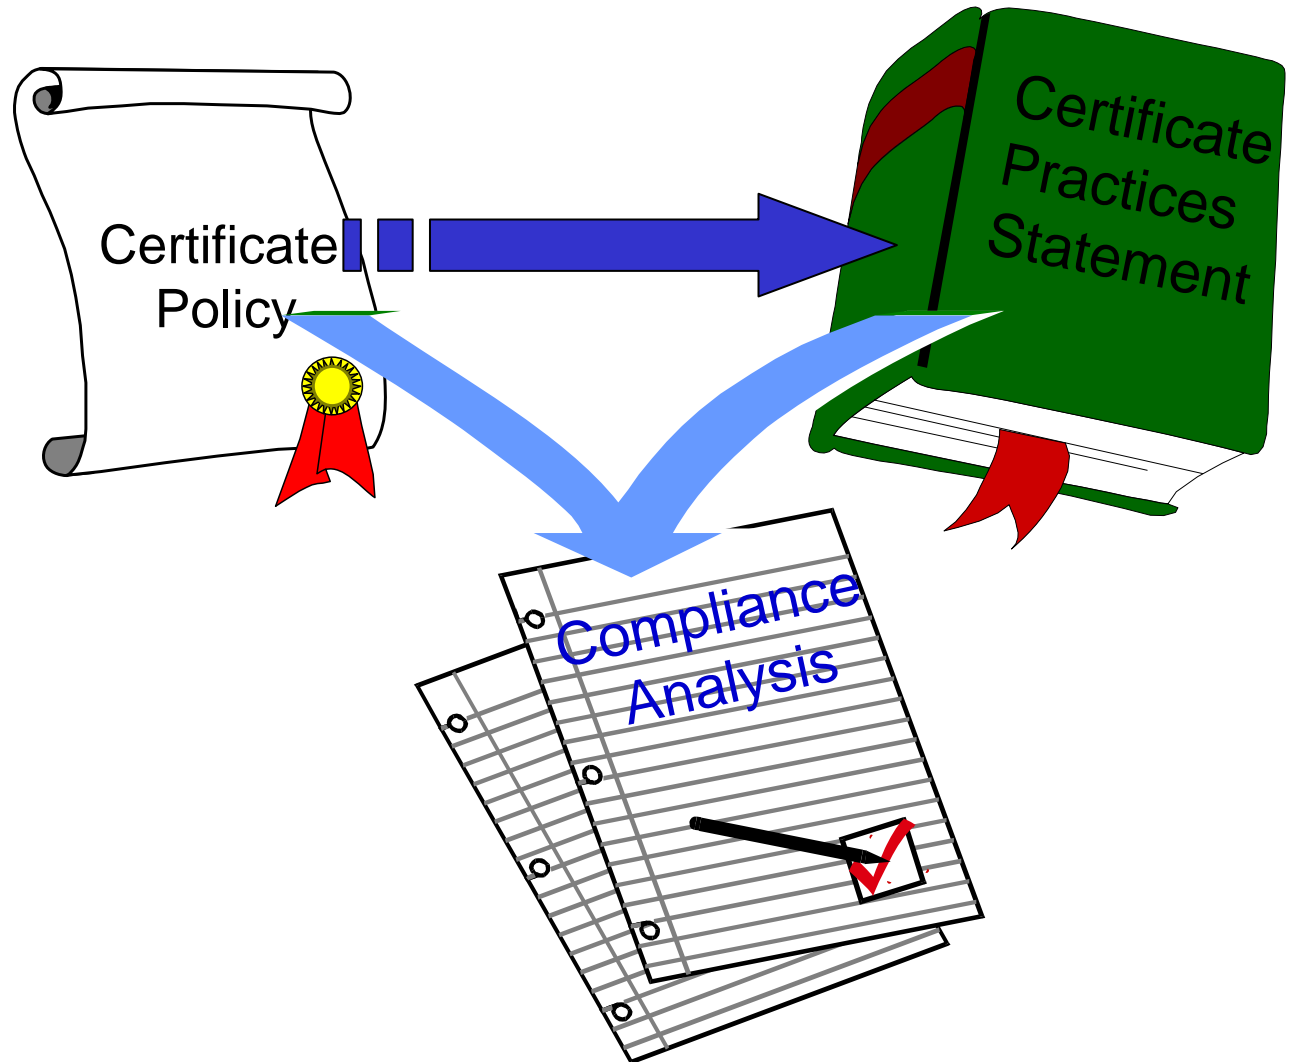 Certificate
Policy
Certificate
Practices
Statement
Compliance
Analysis